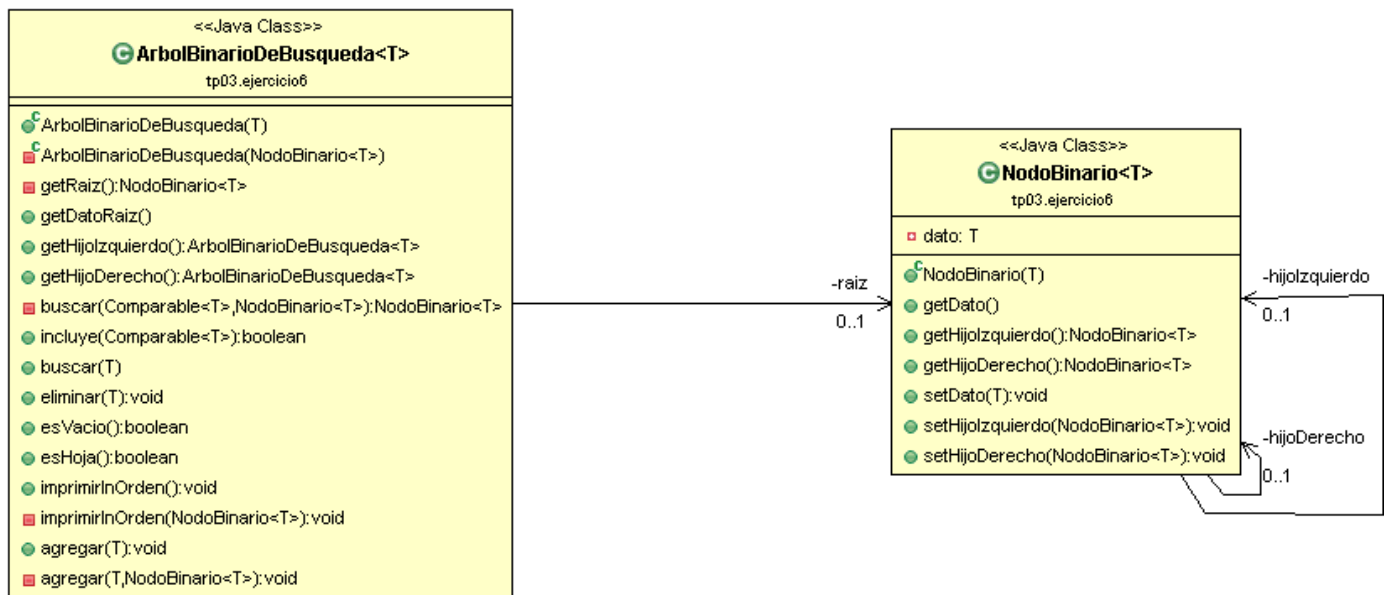 <<Java Class>>
ArbolBinarioDeBusqueda<T>
tp03.ejercicio6
ArbolBinarioDeBusqueda(T)
ArbolBinarioDeBusqueda(NodoBinario<T>)
getRaiz():NodoBinario<T>
getDatoRaiz()
getHijoIzquierdo():ArbolBinarioDeBusqueda<T>
getHijoDerecho():ArbolBinarioDeBusqueda<T>
buscar(Comparable<T>,NodoBinario<T>):NodoBinario<T>
incluye(Comparable<T>):boolean
buscar(T)
eliminar(T):void
esVacio():boolean
esHoja():boolean
imprimirInOrden():void
imprimirInOrden(NodoBinario<T>):void
agregar(T):void
agregar(T,NodoBinario<T>):void
-raiz
0..1
<<Java Class>>
NodoBinario<T>
tp03.ejercicio6
dato: T
NodoBinario(T)
getDato()
getHijoIzquierdo():NodoBinario<T>
getHijoDerecho():NodoBinario<T>
setDato(T):void
setHijoIzquierdo(NodoBinario<T>):void
setHijoDerecho(NodoBinario<T>):void
-hijoIzquierdo
0..1
-hijoDerecho
0..1